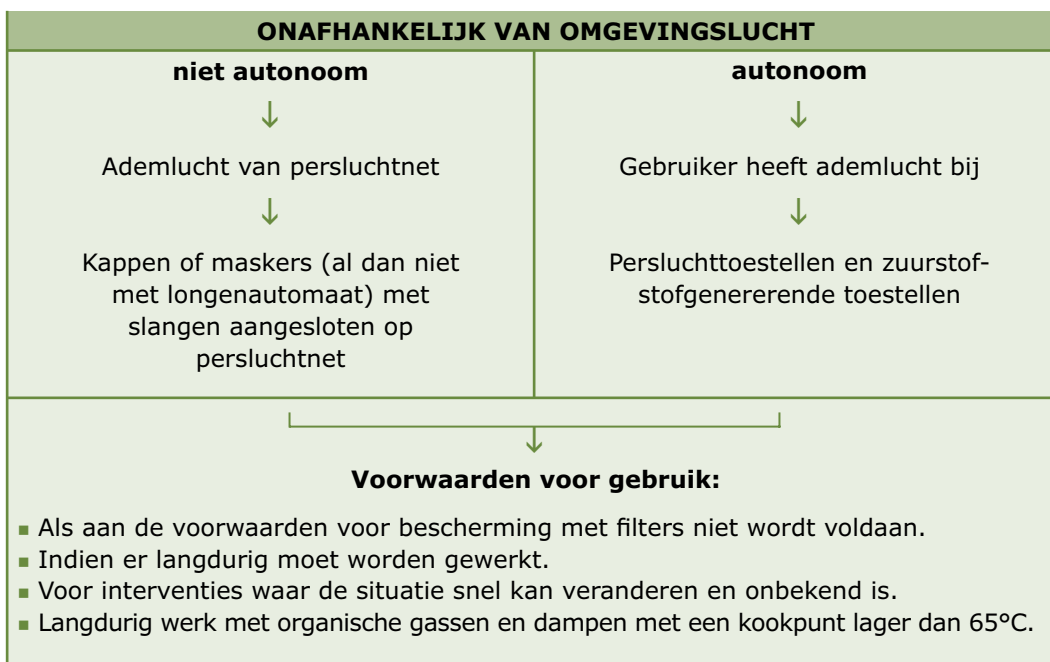 ONAFHANKELIJK VAN OMGEVINGSLUCHT
niet autonoom
↓
Ademlucht van persluchtnet
↓
Kappen of maskers (al dan niet
met longenautomaat) met
slangen aangesloten op
persluchtnet
autonoom
↓
Gebruiker heeft ademlucht bij
↓
Persluchttoestellen en zuurstof-
stofgenererende toestellen
↓
Voorwaarden voor gebruik:
▪ Als aan de voorwaarden voor bescherming met filters niet wordt voldaan.
▪ Indien er langdurig moet worden gewerkt.
▪ Voor interventies waar de situatie snel kan veranderen en onbekend is.
▪ Langdurig werk met organische gassen en dampen met een kookpunt lager dan 65°C.